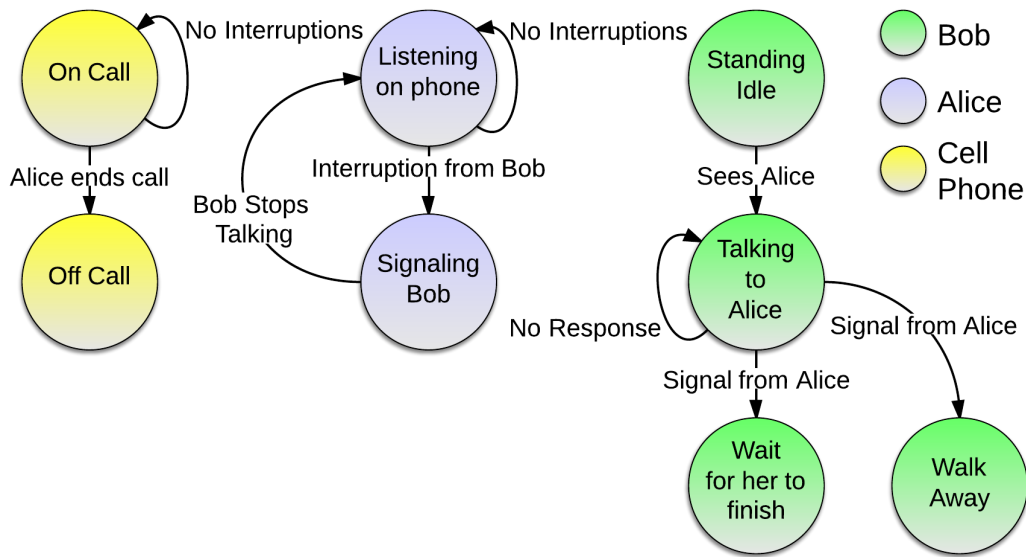 On Call
No Interruptions
Alice ends call
Off Call
Listening
on phone
No Interruptions
Interruption from Bob
Bob Stops
Talking
Signaling
Bob
Standing
Idle
Sees Alice
Talking
to
Alice
No Response
Signal from Alice
Signal from Alice
Wait
for her to
finish
Walk
Away
Bob
Alice
Cell
Phone